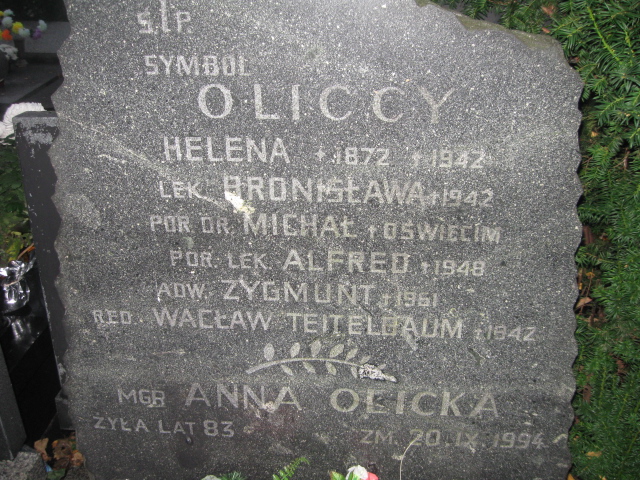 Ś.†P.
SYMBOL
OLICCY
HELENA * 1872 † 1942
LEK. BRONISŁAWA † 1942
POR. DR. MICHAŁ † OŚWIĘCIM
POR. LEK. ALFRED † 1948
ADW. ZYGMUNT † 1961
RED. WACŁAW TEITELBAUM † 1942
MGR ANNA OLICKA
ŻYŁA LAT 83 ZM. 20.IX.1994